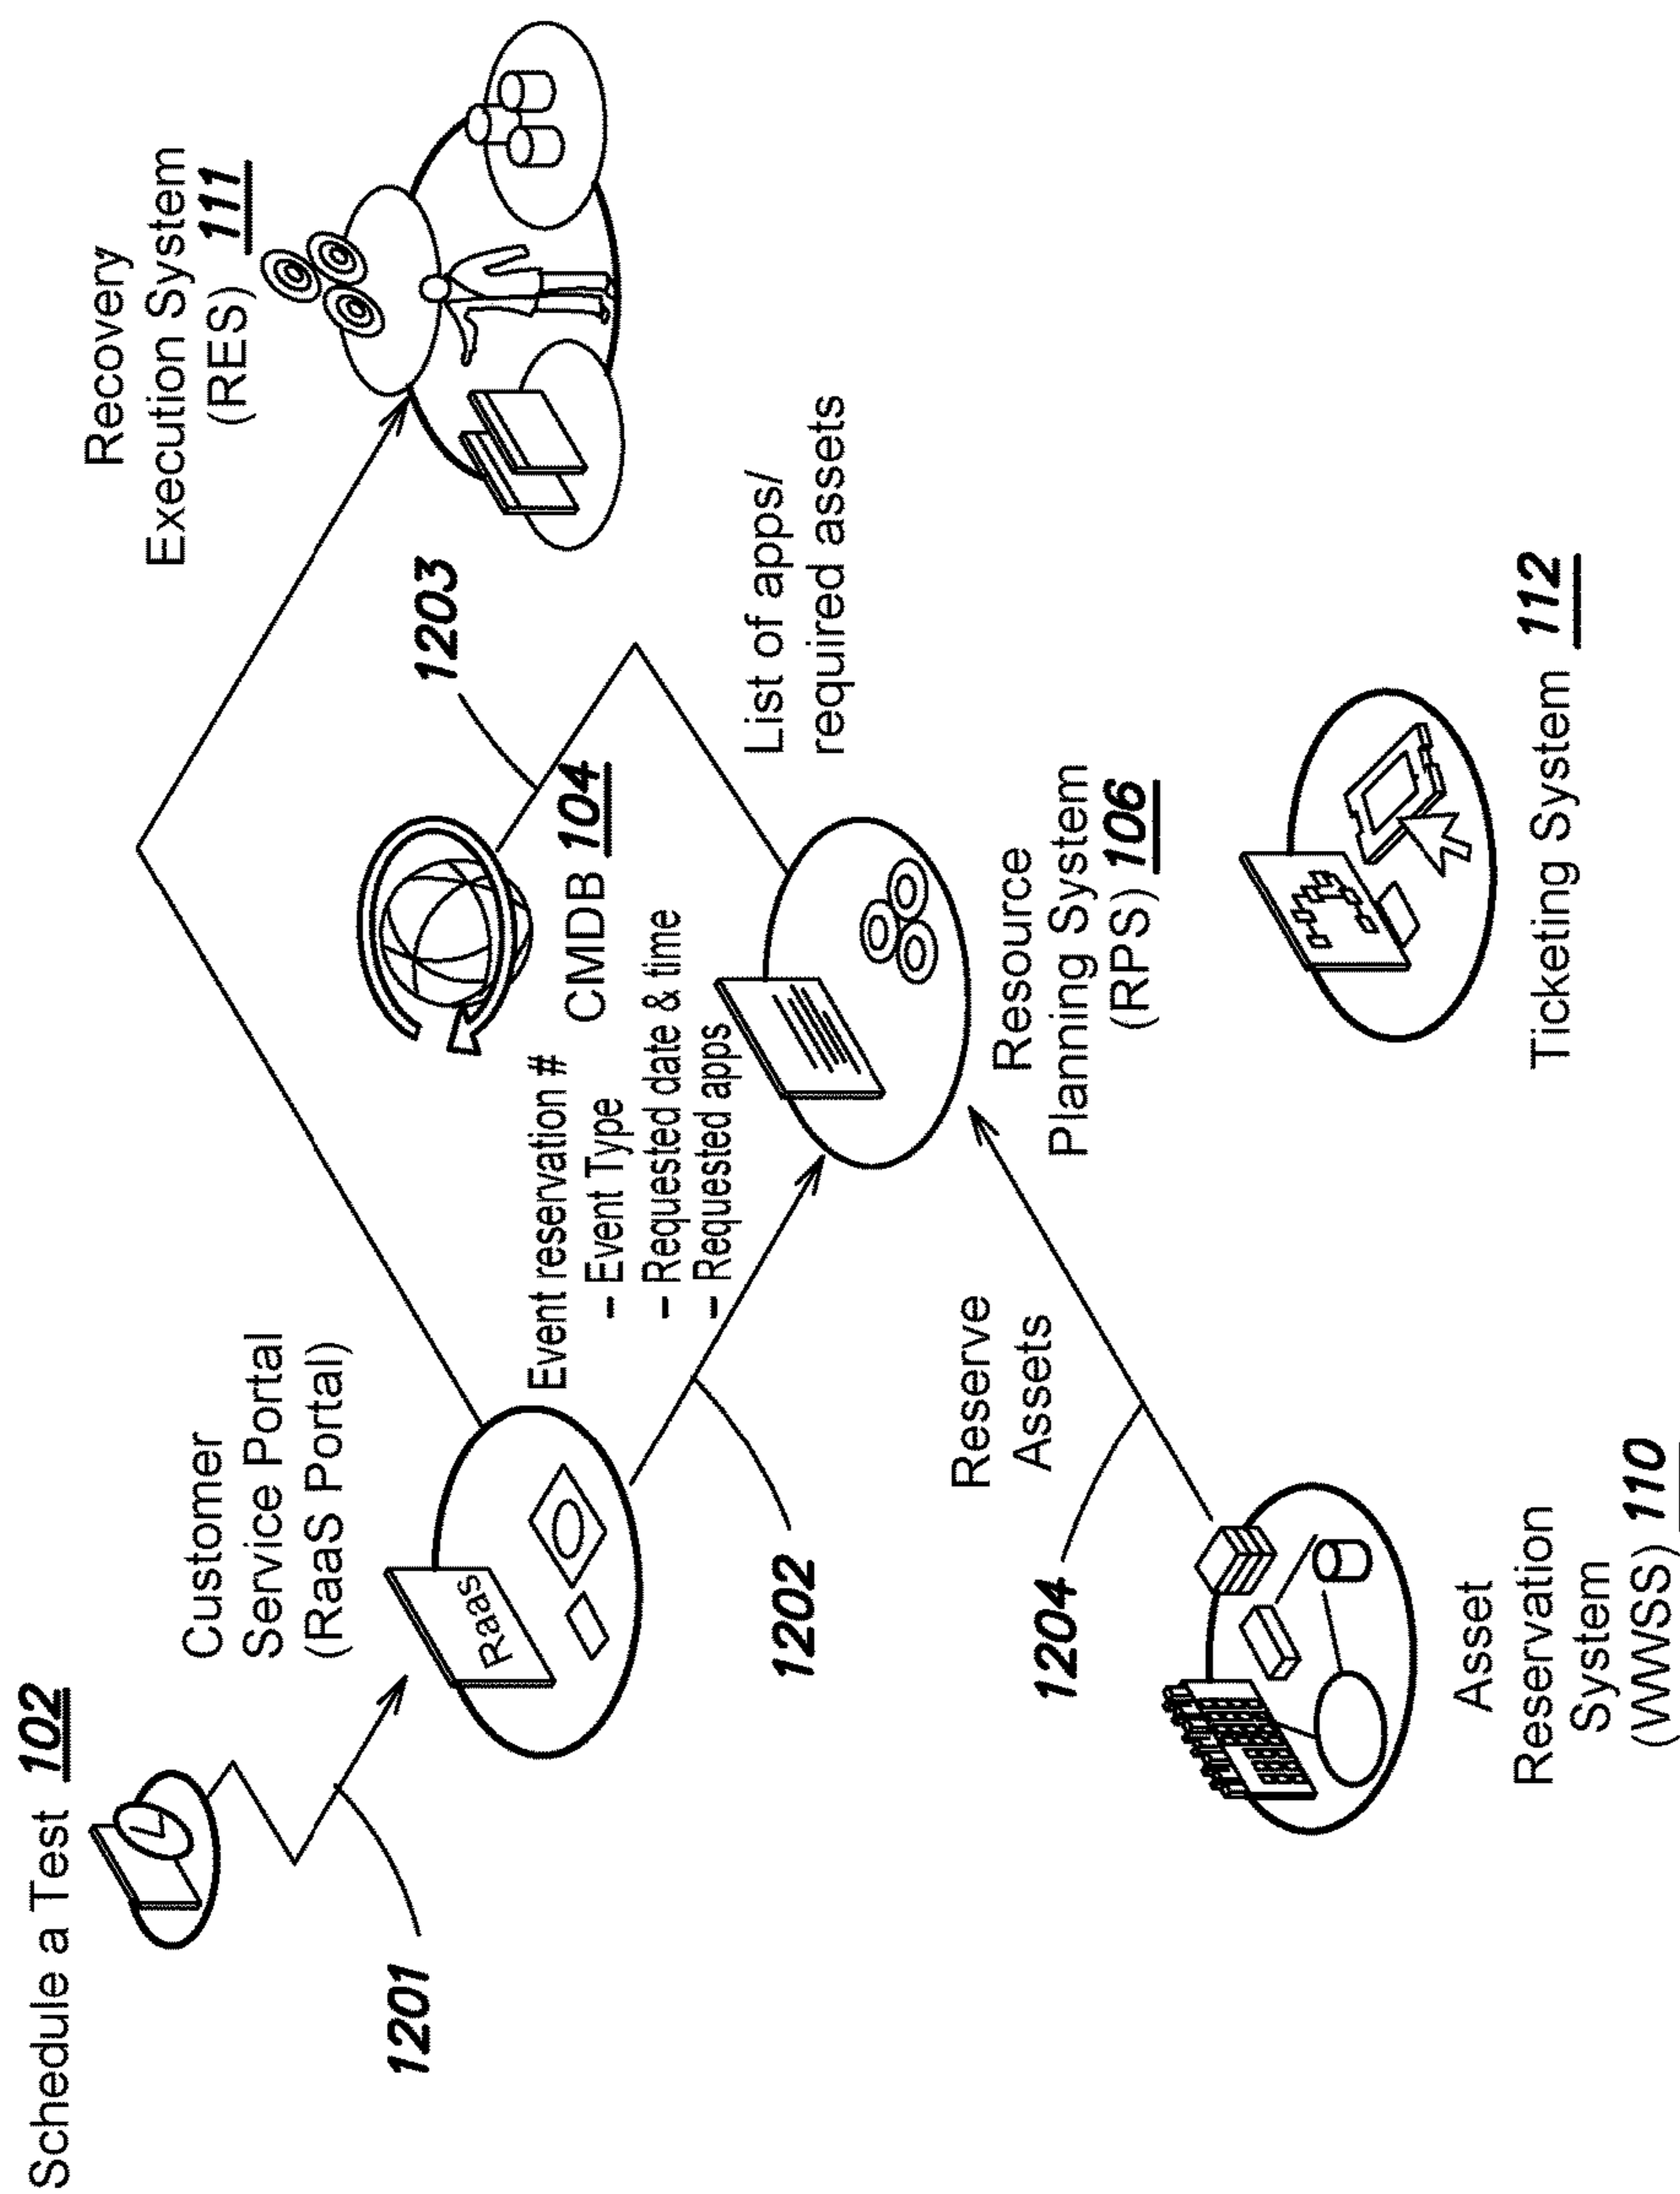 Schedule a Test 102
1201
Customer
Service Portal
(RaaS Portal)
Raas
Recovery
Execution System
(RES) 111
1203
CMDB 104
Event reservation #
– Event Type
– Requested date & time
– Requested apps
1202
List of apps/
required assets
Reserve
Assets
1204
Resource
Planning System
(RPS) 106
Asset
Reservation
System
(WWSS) 110
Ticketing System 112